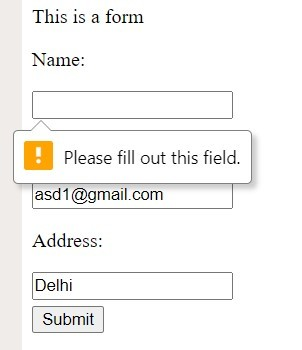 This is a form
Name:
Please fill out this field.
asd1@gmail.com
Address:
Delhi
Submit